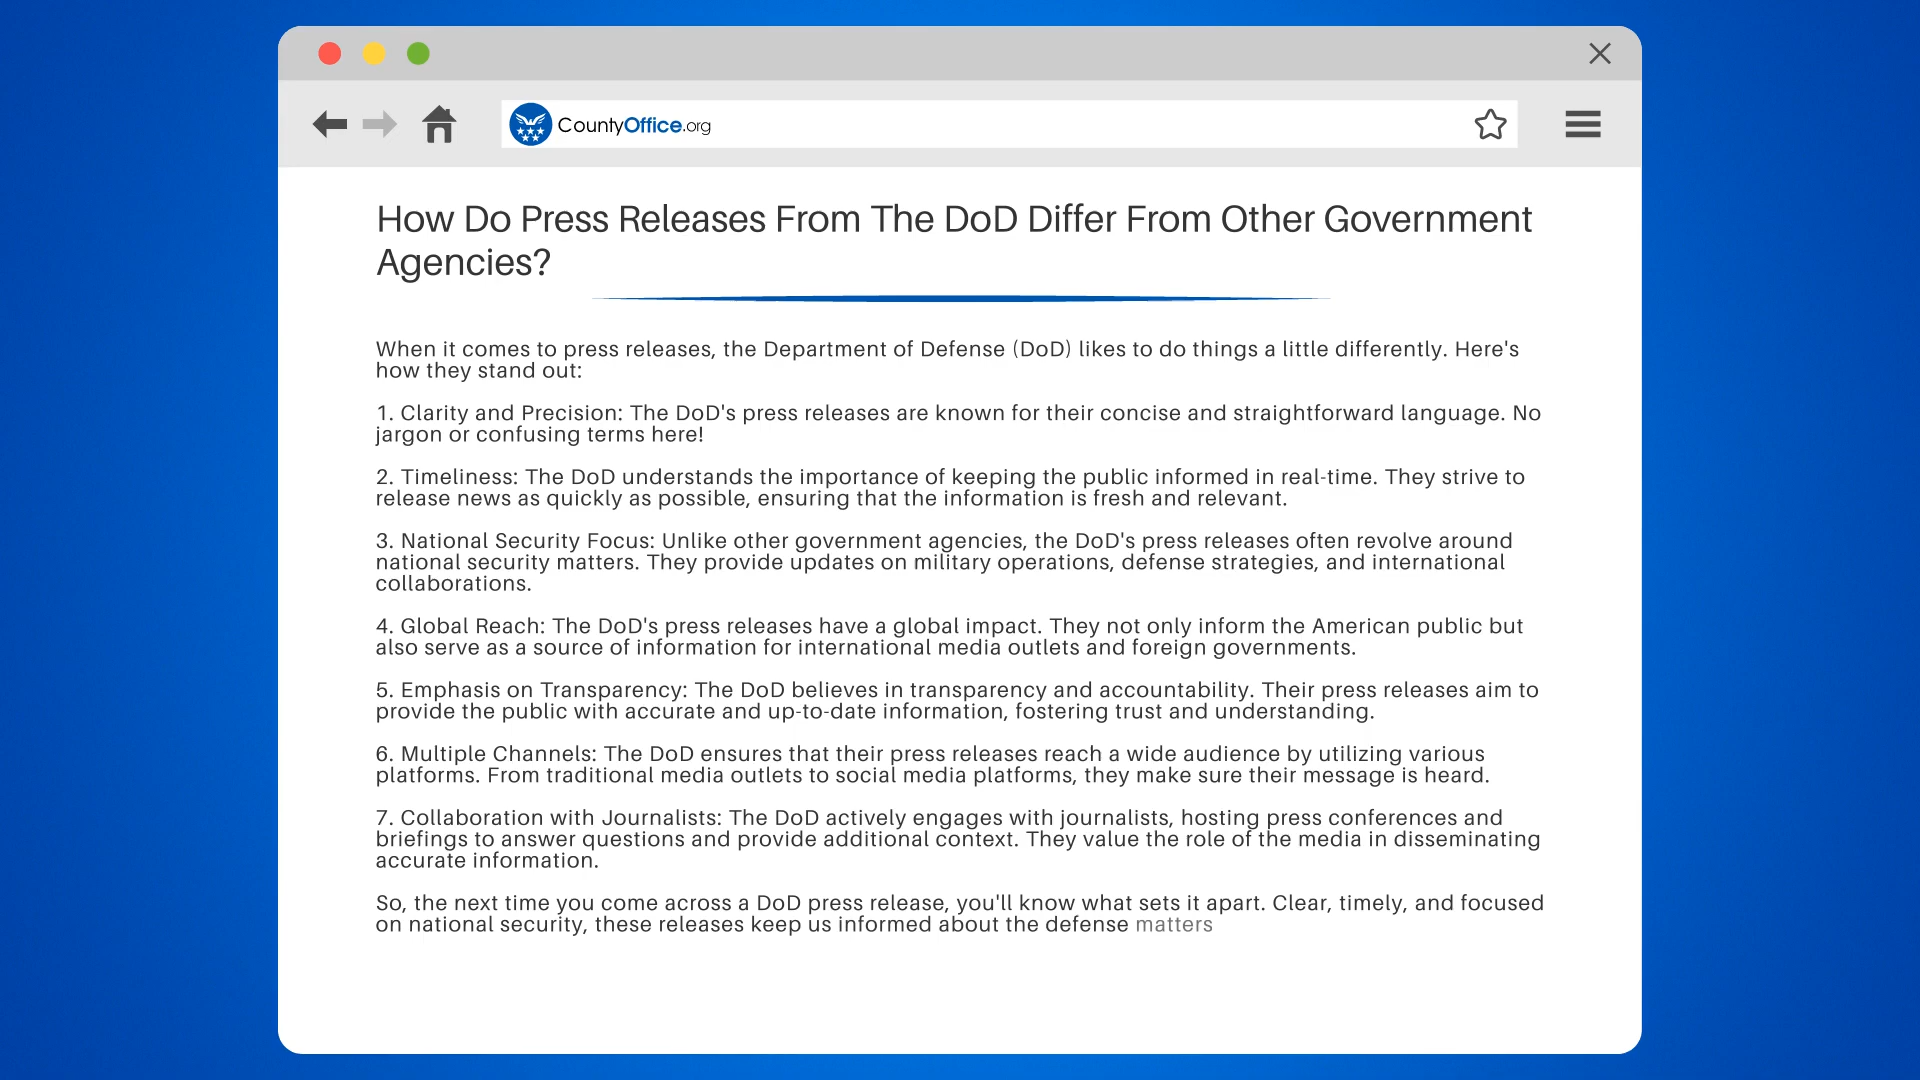 CountyOffice.org
How Do Press Releases From The DoD Differ From Other Government
Agencies?
When it comes to press releases, the Department of Defense (DoD) likes to do things a little differently. Here's
how they stand out:
1. Clarity and Precision: The DoD's press releases are known for their concise and straightforward language. No
jargon or confusing terms here!
2. Timeliness: The DoD understands the importance of keeping the public informed in real-time. They strive to
release news as quickly as possible, ensuring that the information is fresh and relevant.
3. National Security Focus: Unlike other government agencies, the DoD's press releases often revolve around
national security matters. They provide updates on military operations, defense strategies, and international
collaborations.
4. Global Reach: The DoD's press releases have a global impact. They not only inform the American public but
also serve as a source of information for international media outlets and foreign governments.
5. Emphasis on Transparency: The DoD believes in transparency and accountability. Their press releases aim to
provide the public with accurate and up-to-date information, fostering trust and understanding.
6. Multiple Channels: The DoD ensures that their press releases reach a wide audience by utilizing various
platforms. From traditional media outlets to social media platforms, they make sure their message is heard.
7. Collaboration with Journalists: The DoD actively engages with journalists, hosting press conferences and
briefings to answer questions and provide additional context. They value the role of the media in disseminating
accurate information.
So, the next time you come across a DoD press release, you'll know what sets it apart. Clear, timely, and focused
on national security, these releases keep us informed about the defense matters